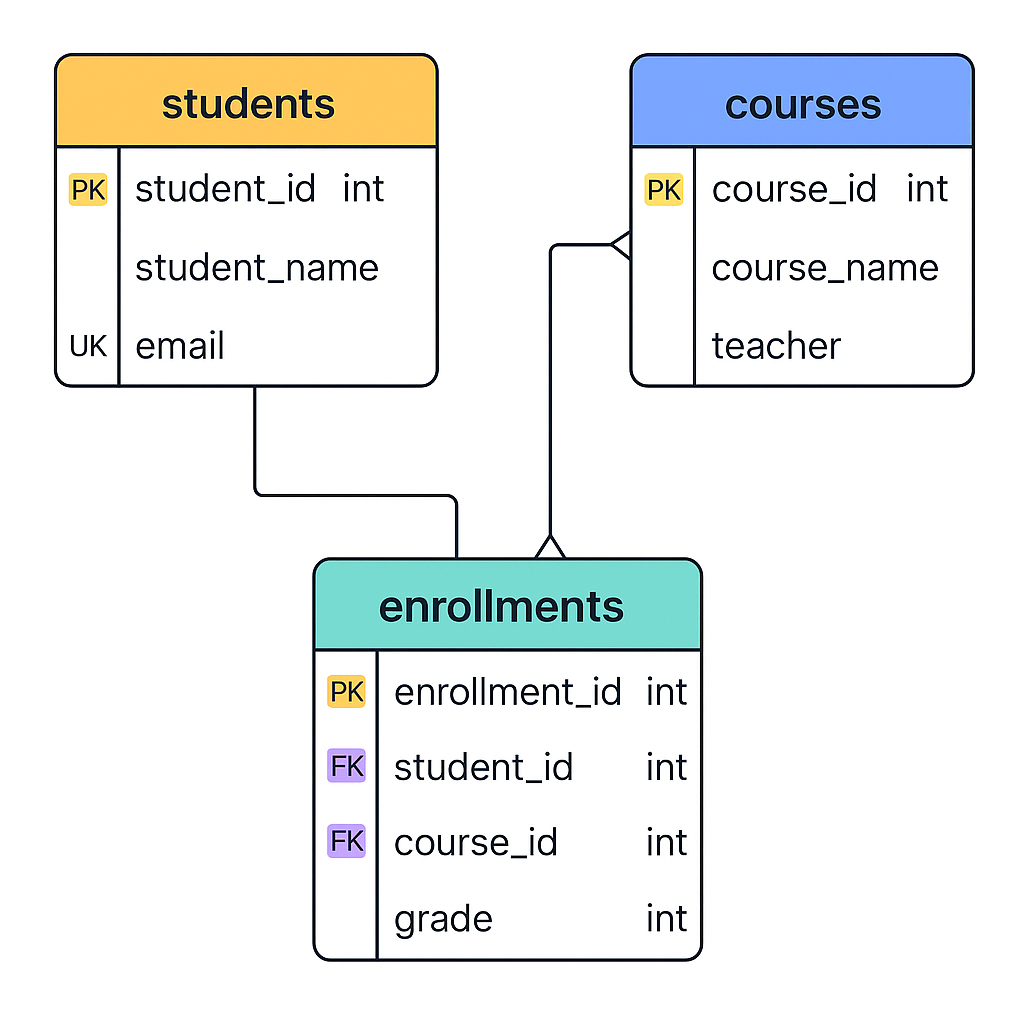 students
PK student_id int
student_name
UK email
courses
PK course_id int
course_name
teacher
enrollments
PK enrollment_id int
FK student_id int
FK course_id int
grade int